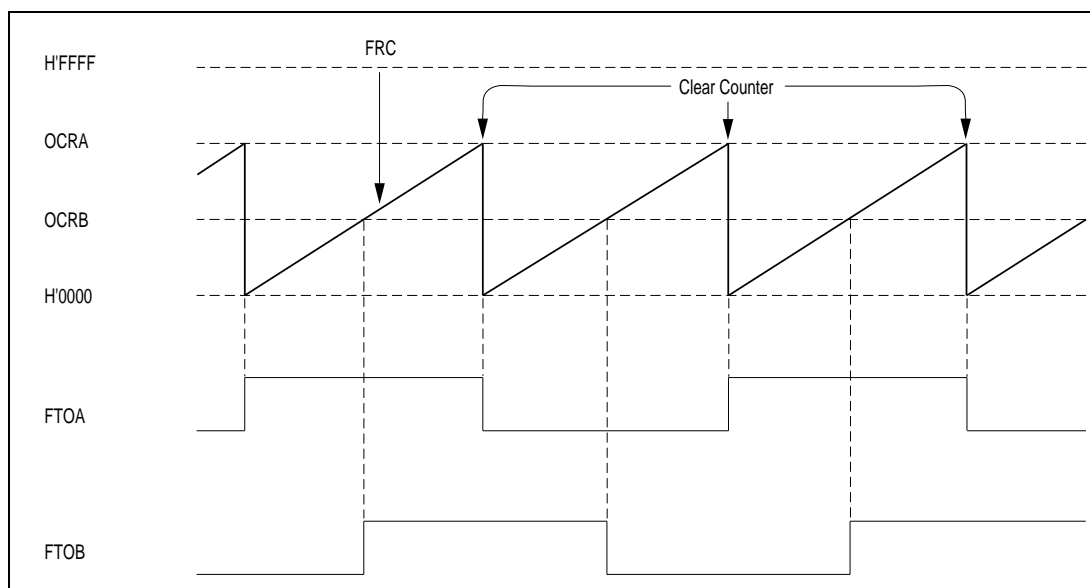 FRC
H'FFFF
Clear Counter
OCRA
OCRB
H'0000
FTOA
FTOB